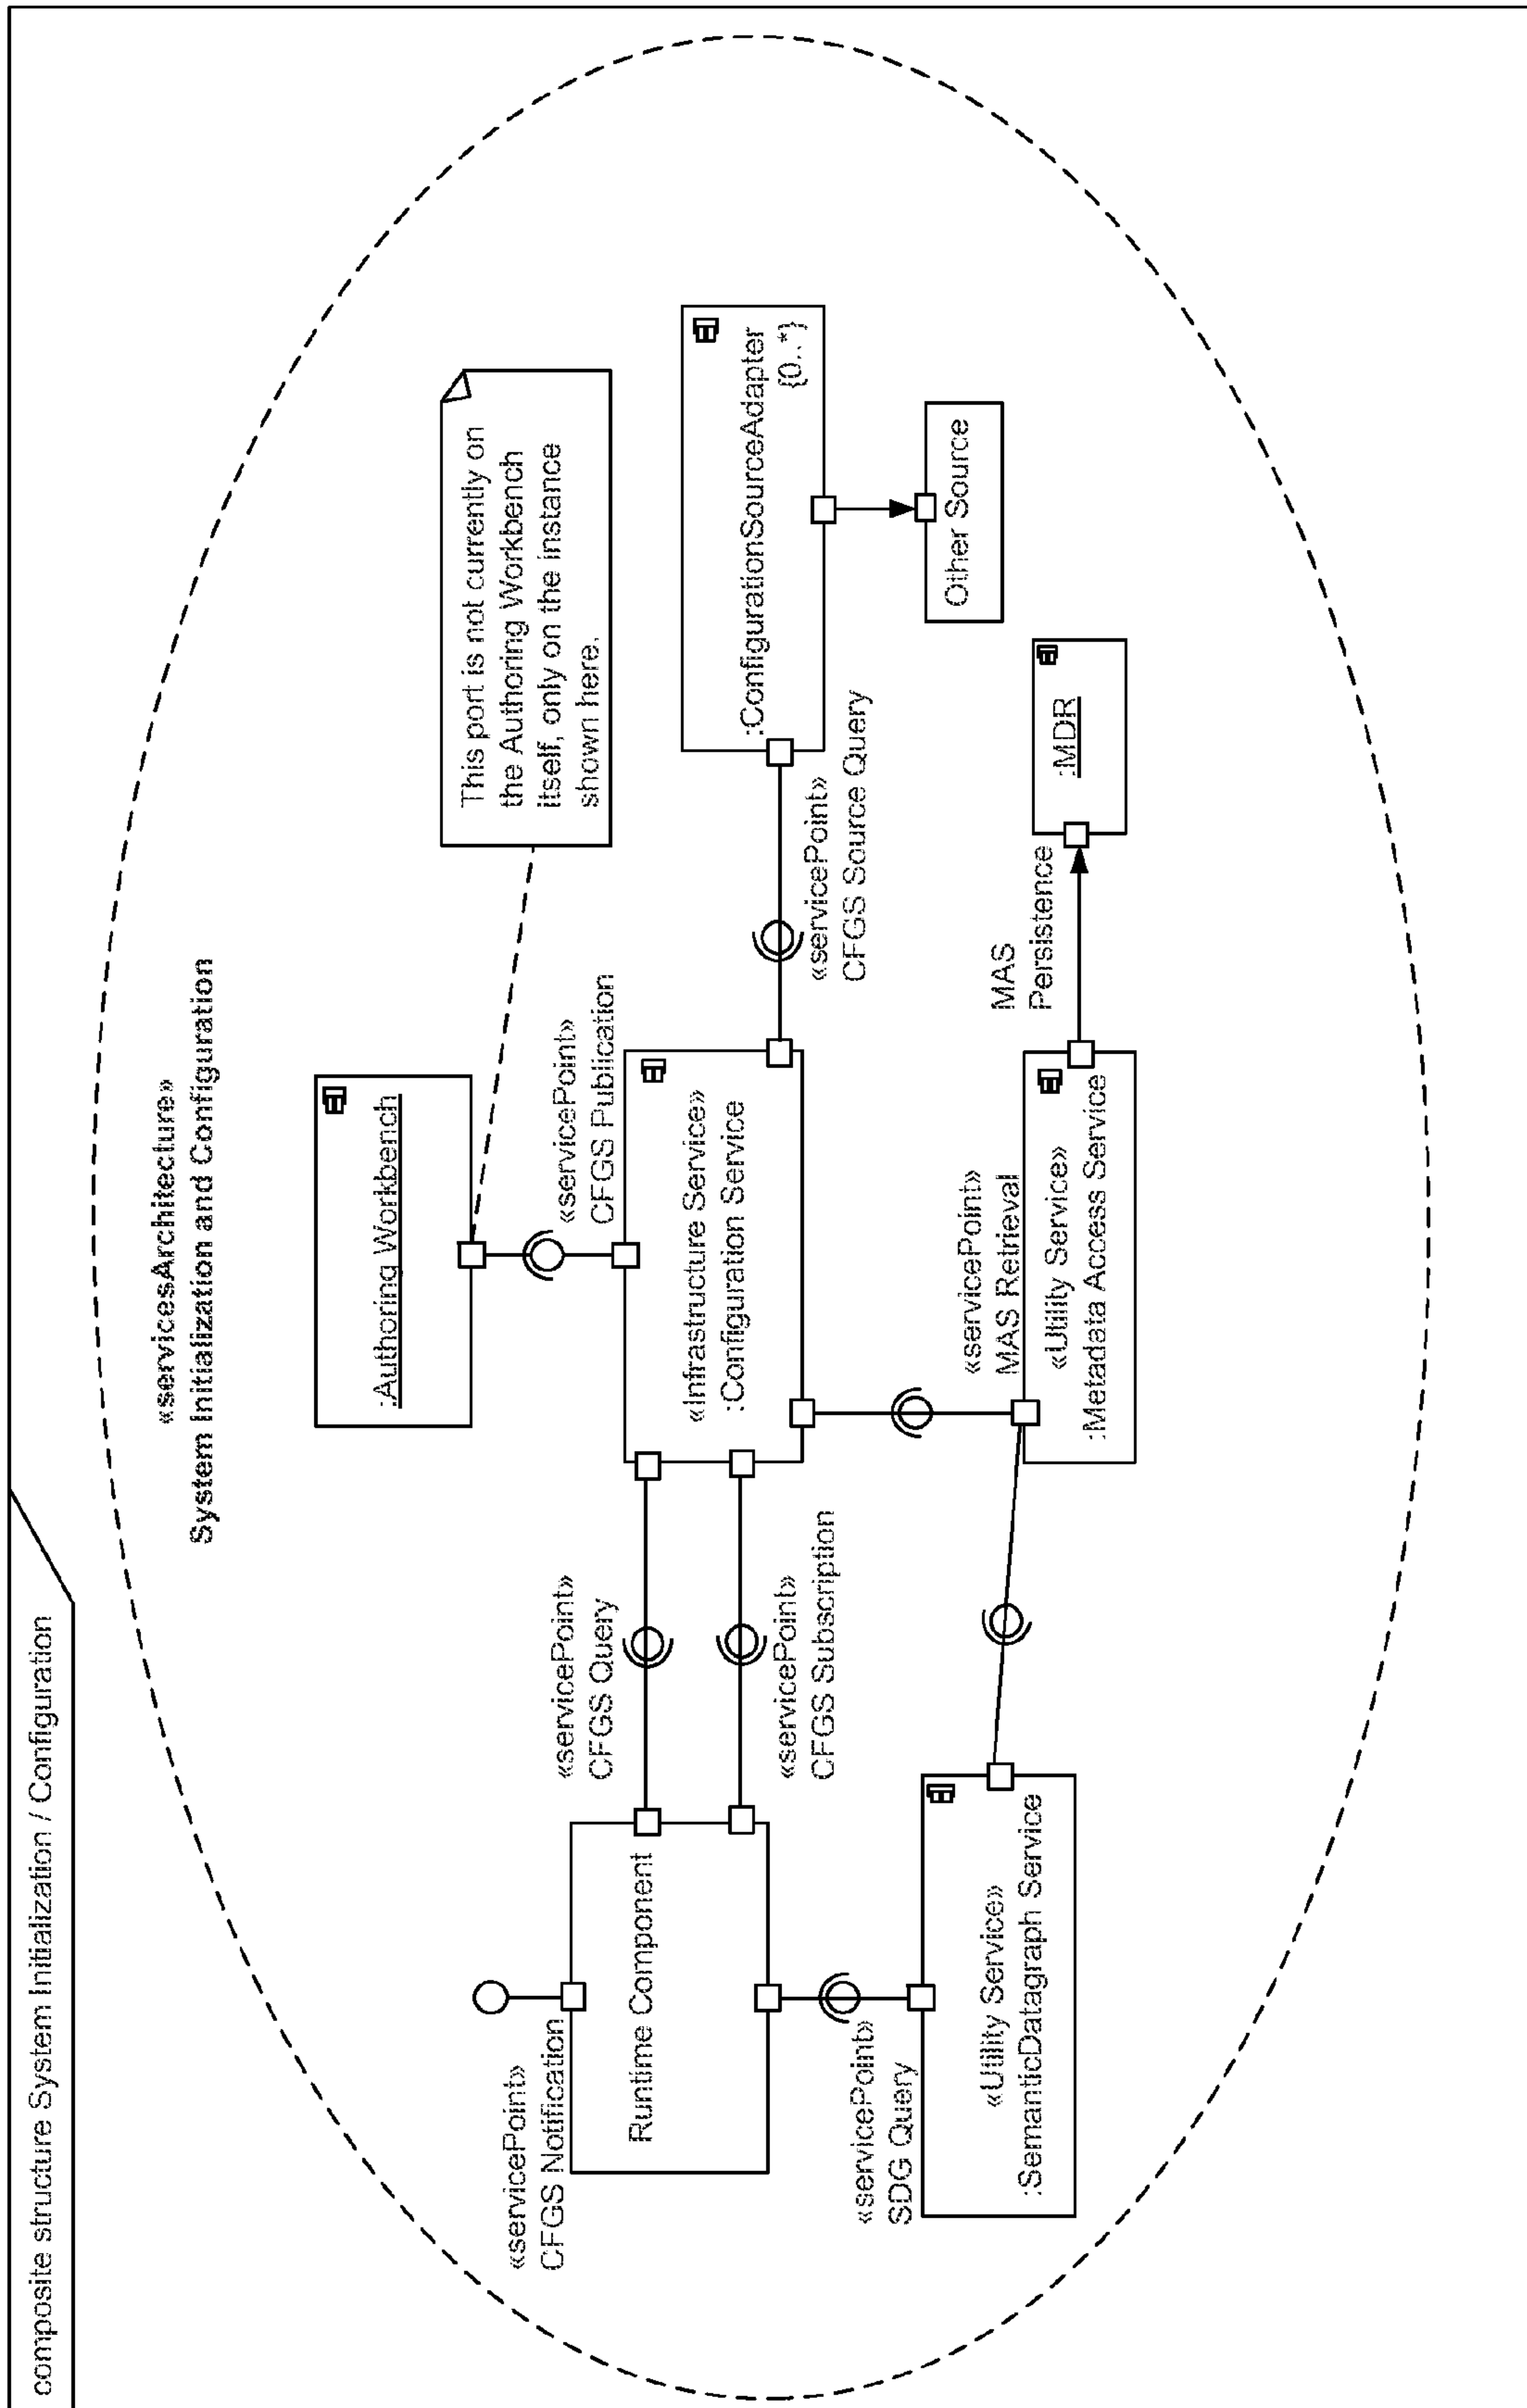 composite structure System Initialization / Configuration
«servicesArchitecture»
System Initialization and Configuration
:Authoring Workbench
This port is not currently on
the Authoring Workbench
itself, only on the instance
shown here.
«servicePoint»
CFGS Notification
Runtime Component
«servicePoint»
CFGS Query
«servicePoint»
CFGS Subscription
«servicePoint»
CFGS Publication
«Infrastructure Service»
:Configuration Service
«servicePoint»
CFGS Source Query
:ConfigurationSourceAdapter
{0..*}
Other Source
«servicePoint»
SDG Query
«Utility Service»
:SemanticDatagraph Service
«servicePoint»
MAS Retrieval
«Utility Service»
:Metadata Access Service
MAS
Persistence
:MDR